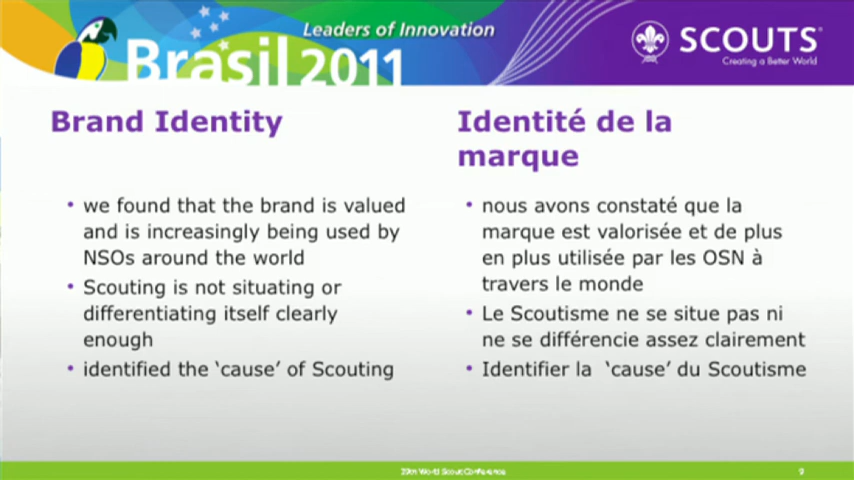 Leaders of Innovation
Brasil 2011
SCOUTS
Creating a Better World
Brand Identity
• we found that the brand is valued
and is increasingly being used by
NSOs around the world
• Scouting is not situating or
differentiating itself clearly
enough
• identified the ‘cause’ of Scouting
Identité de la
marque
• nous avons constaté que la
marque est valorisée et de plus
en plus utilisée par les OSN à
travers le monde
• Le Scoutisme ne se situe pas ni
ne se différencie assez clairement
• Identifier la ‘cause’ du Scoutisme
World Scout Conference
9